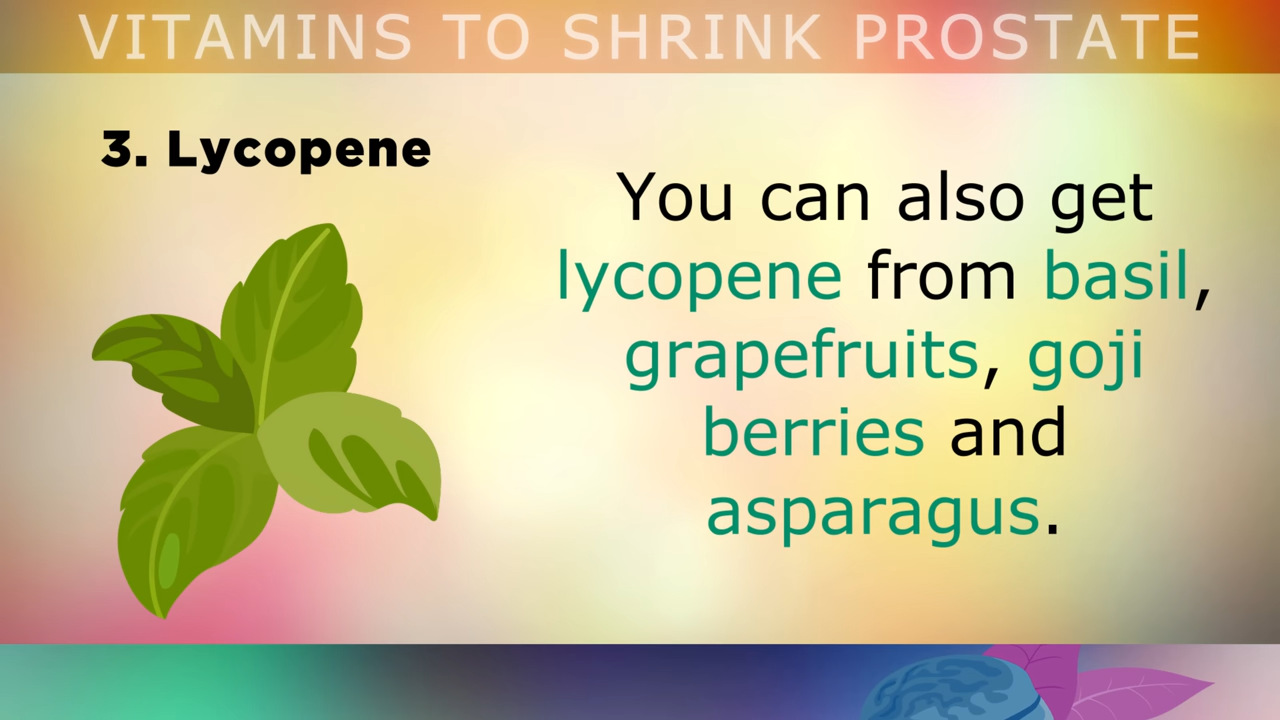 VITAMINS TO SHRINK PROSTATE
3. Lycopene
You can also get
lycopene from basil,
grapefruits, goji
berries and
asparagus.